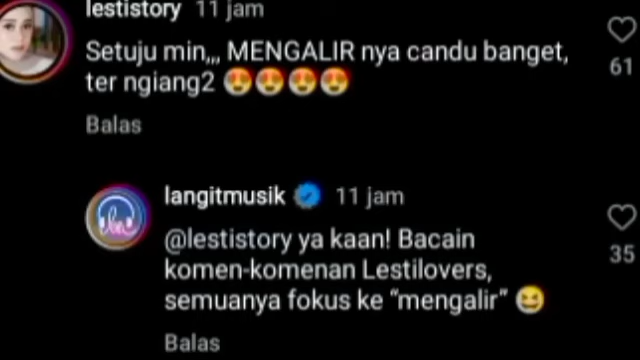 lestistory 11 jam
Setuju min,,, MENGALIR nya candu banget,
ter ngiang2 😍😍😍😍
61
Balas
langitmusik 11 jam
@lestistory ya kaan! Bacain
komen-komenan Lestilovers,
semuanya fokus ke “mengalir” 😆
35
Balas